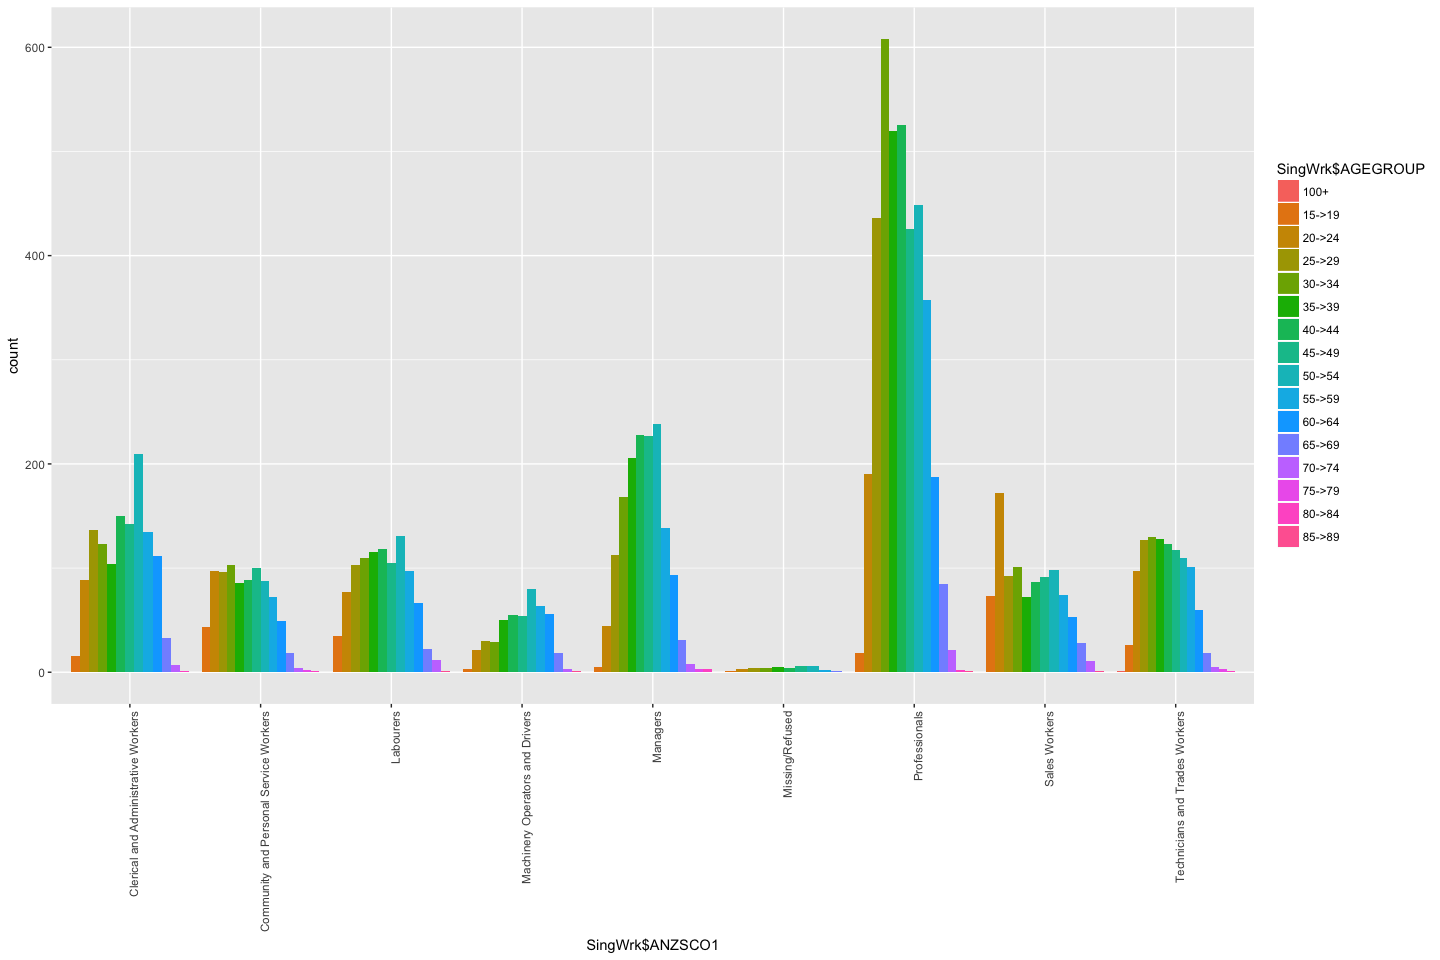 600
400
200
0
count
Clerical and Administrative Workers
Community and Personal Service Workers
Labourers
Machinery Operators and Drivers
Managers
Missing/Refused
Professionals
Sales Workers
Technicians and Trades Workers
SingWrk$ANZSCO1
SingWrk$AGEGROUP
100+
15->19
20->24
25->29
30->34
35->39
40->44
45->49
50->54
55->59
60->64
65->69
70->74
75->79
80->84
85->89